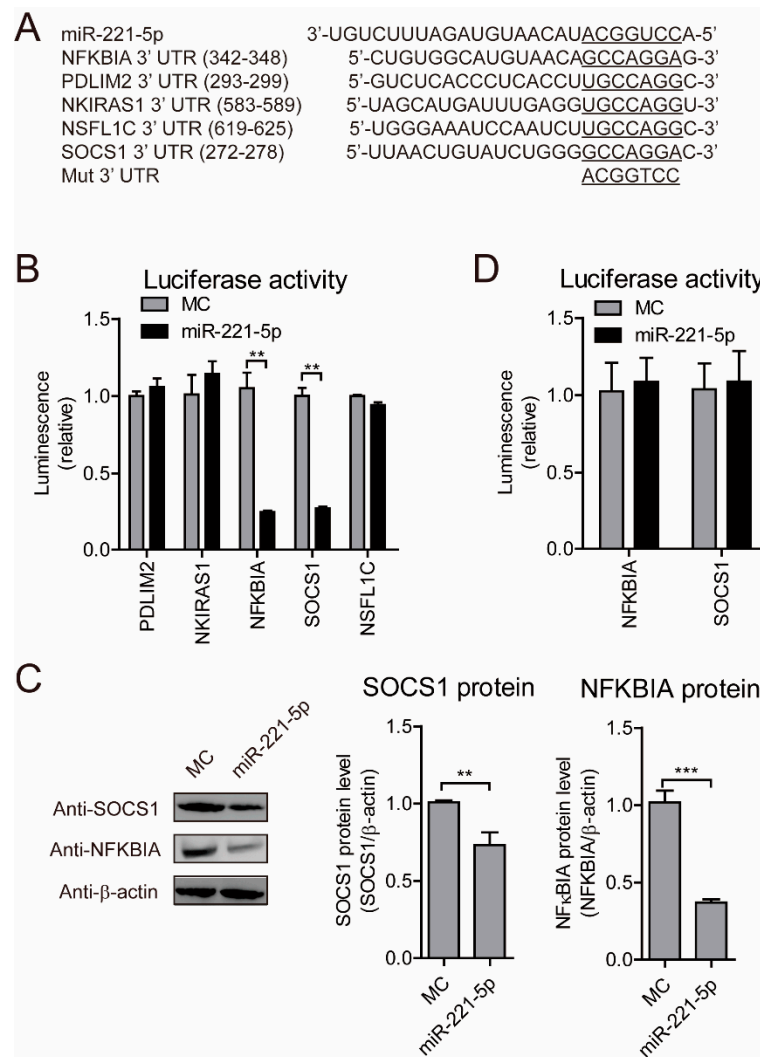 A
miR-221-5p 3'-UGUCUUUAGAUGUAACAUACGGUCCA-5'
NFKBIA 3' UTR (342-348) 5'-CUGUGGCAUGUAACAGCCAGGAG-3'
PDLIM2 3' UTR (293-299) 5'-GUCUCACCCUCACCUUGCCAGGC-3'
NKIRAS1 3' UTR (583-589) 5'-UAGCAUGAUUUGAGGUGCCAGGU-3'
NSFL1C 3' UTR (619-625) 5'-UGGGAAAUCCAAUCUUGCCAGGC-3'
SOCS1 3' UTR (272-278) 5'-UUAACUGUAUCUGGGGCCAGGAC-3'
Mut 3' UTR ACGGTCC
B
Luciferase activity
MC
miR-221-5p
Luminescence
(relative)
1.5
1.0
0.5
0.0
**
**
PDLIM2
NKIRAS1
NFKBIA
SOCS1
NSFL1C
D
Luciferase activity
MC
miR-221-5p
Luminescence
(relative)
1.5
1.0
0.5
0.0
NFKBIA
SOCS1
C
MC
miR-221-5p
Anti-SOCS1
Anti-NFKBIA
Anti-β-actin
SOCS1 protein
SOCS1 protein level
(SOCS1/β-actin)
1.5
1.0
0.5
0.0
**
MC
miR-221-5p
NFKBIA protein
NFκBIA protein level
(NFKBIA/β-actin)
1.5
1.0
0.5
0.0
***
MC
miR-221-5p